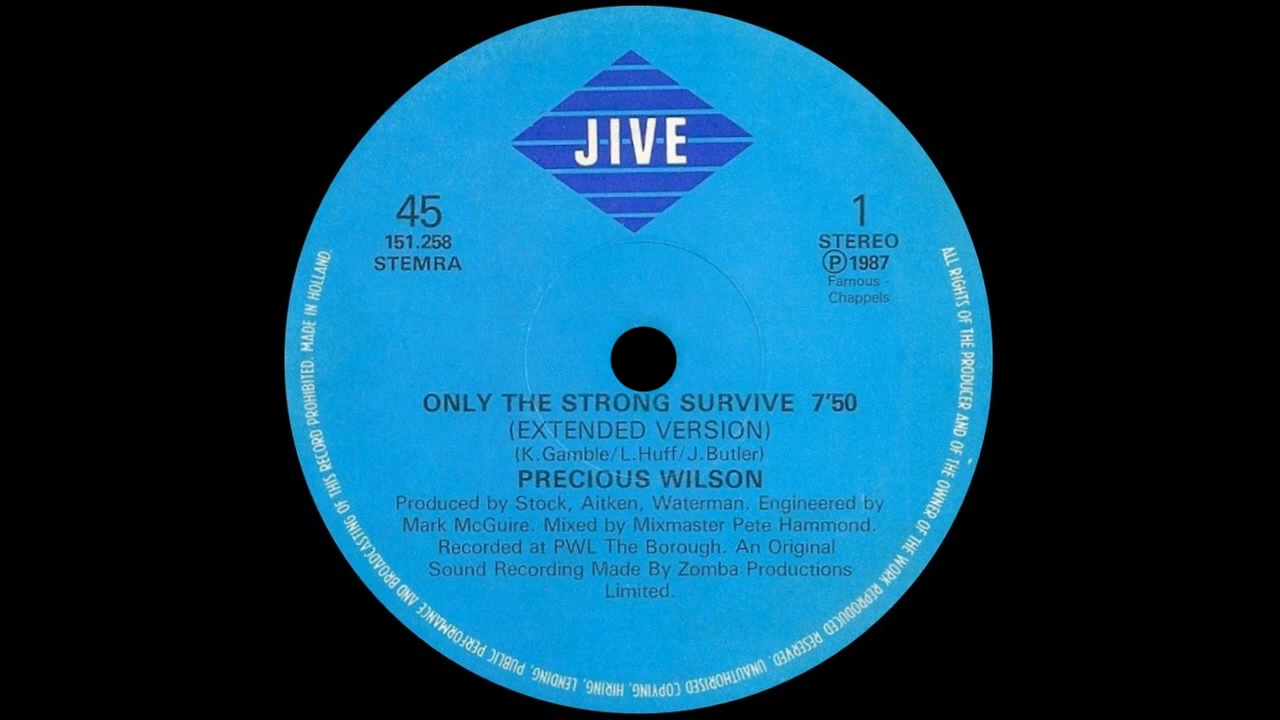 JIVE
45
151.258
STEMRA
1
STEREO
Ⓟ1987
Famous -
Chappels
ONLY THE STRONG SURVIVE 7'50
(EXTENDED VERSION)
(K.Gamble/L.Huff/J.Butler)
PRECIOUS WILSON
Produced by Stock, Aitken, Waterman. Engineered by
Mark McGuire. Mixed by Mixmaster Pete Hammond.
Recorded at PWL The Borough. An Original
Sound Recording Made By Zomba Productions
Limited.
ALL RIGHTS OF THE PRODUCER AND OF THE OWNER OF THE WORK REPRODUCED RESERVED. UNAUTHORISED COPYING, HIRING, LENDING, PUBLIC PERFORMANCE AND BROADCASTING OF THIS RECORD PROHIBITED. MADE IN HOLLAND.